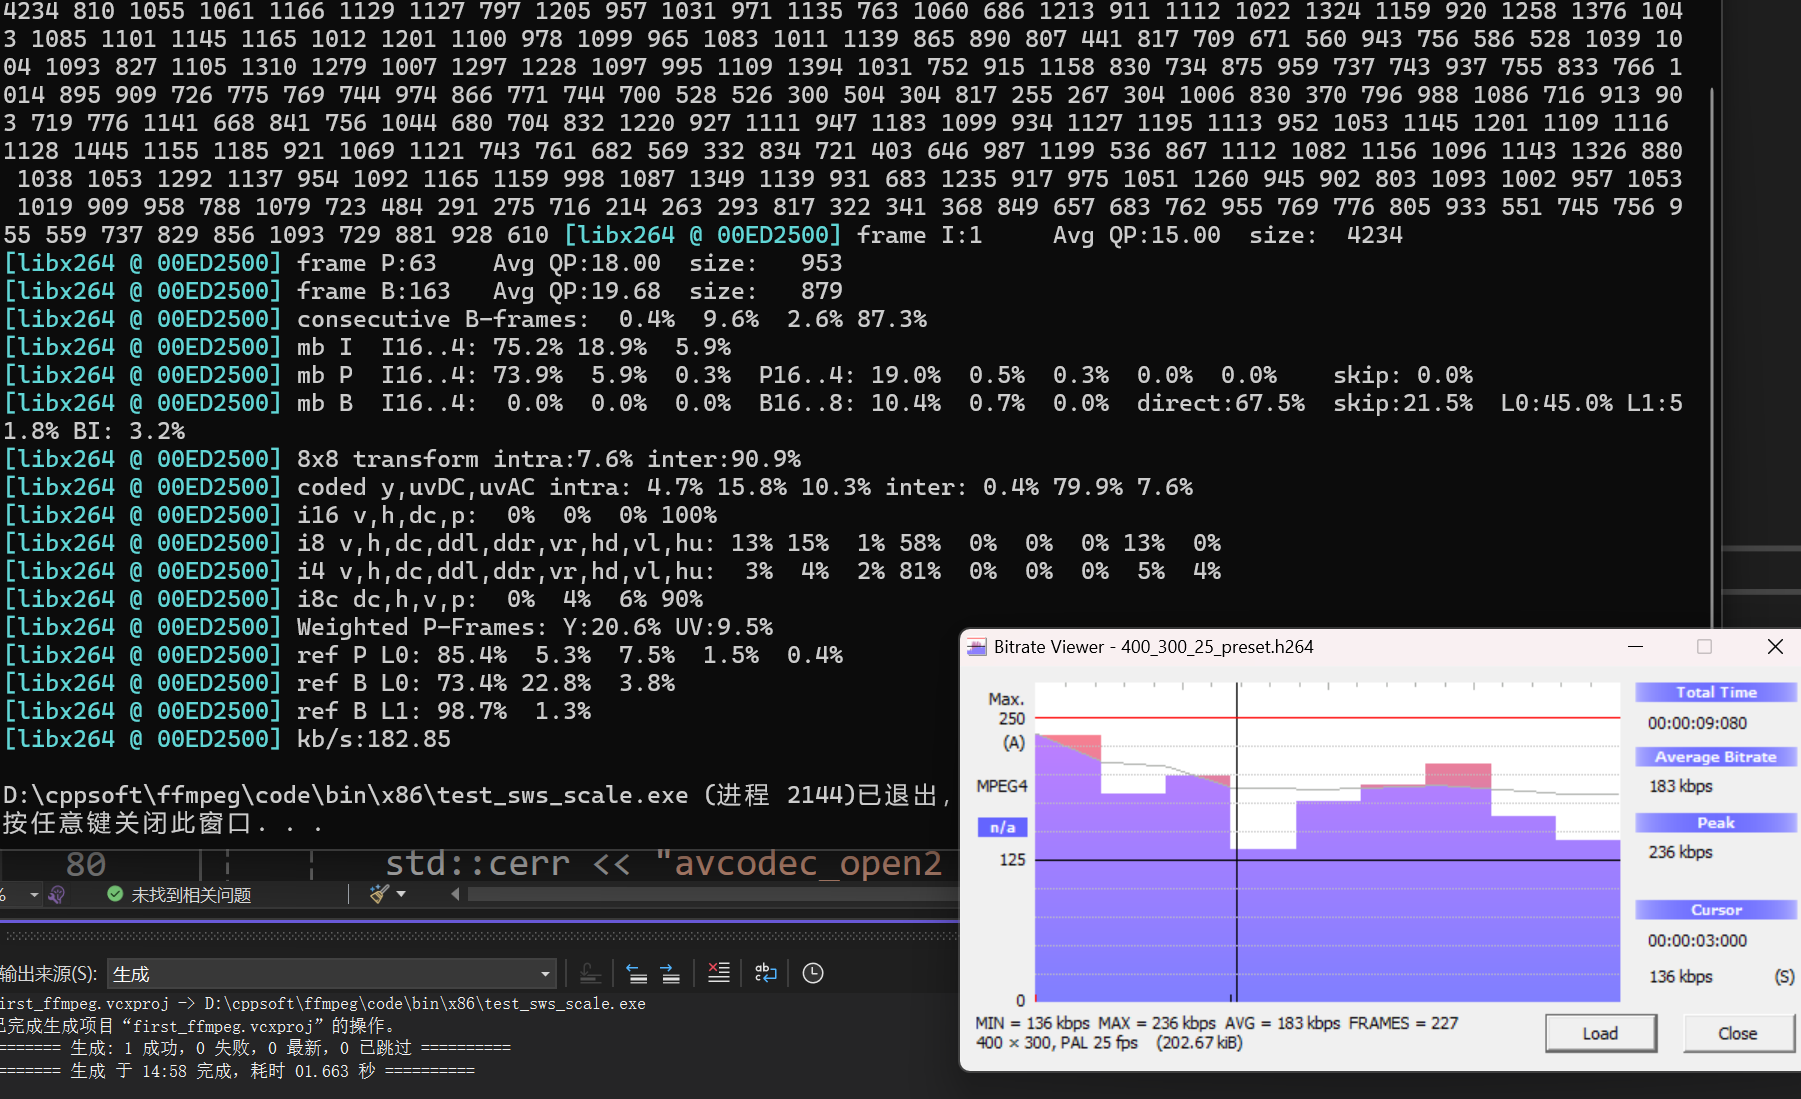 4234 810 1055 1061 1166 1129 1127 797 1205 957 1031 971 1135 763 1060 686 1213 911 1112 1022 1324 1159 920 1258 1376 104
3 1085 1101 1145 1165 1012 1201 1100 978 1099 965 1083 1011 1139 865 890 807 441 817 709 671 560 943 756 586 528 1039 10
04 1093 827 1105 1310 1279 1007 1297 1228 1097 995 1109 1394 1031 752 915 1158 830 734 875 959 737 743 937 755 833 766 1
014 895 909 726 775 769 744 974 866 771 744 700 528 526 300 504 304 817 255 267 304 1006 830 370 796 988 1086 716 913 90
3 719 776 1141 668 841 756 1044 680 704 832 1220 927 1111 947 1183 1099 934 1127 1195 1113 952 1053 1145 1201 1109 1116
1128 1445 1155 1185 921 1069 1121 743 761 682 569 332 834 721 403 646 987 1199 536 867 1112 1082 1156 1096 1143 1326 880
1038 1053 1292 1137 954 1092 1165 1159 998 1087 1349 1139 931 683 1235 917 975 1051 1260 945 902 803 1093 1002 957 1053
1019 909 958 788 1079 723 484 291 275 716 214 263 293 817 322 341 368 849 657 683 762 955 769 776 805 933 551 745 756 9
55 559 737 829 856 1093 729 881 928 610 [libx264 @ 00ED2500] frame I:1     Avg QP:15.00  size:  4234
[libx264 @ 00ED2500] frame P:63    Avg QP:18.00  size:   953
[libx264 @ 00ED2500] frame B:163   Avg QP:19.68  size:   879
[libx264 @ 00ED2500] consecutive B-frames:  0.4%  9.6%  2.6% 87.3%
[libx264 @ 00ED2500] mb I  I16..4: 75.2% 18.9%  5.9%
[libx264 @ 00ED2500] mb P  I16..4: 73.9%  5.9%  0.3%  P16..4: 19.0%  0.5%  0.3%  0.0%  0.0%    skip: 0.0%
[libx264 @ 00ED2500] mb B  I16..4:  0.0%  0.0%  0.0%  B16..8: 10.4%  0.7%  0.0%  direct:67.5%  skip:21.5%  L0:45.0% L1:5
1.8% BI: 3.2%
[libx264 @ 00ED2500] 8x8 transform intra:7.6% inter:90.9%
[libx264 @ 00ED2500] coded y,uvDC,uvAC intra: 4.7% 15.8% 10.3% inter: 0.4% 79.9% 7.6%
[libx264 @ 00ED2500] i16 v,h,dc,p:  0%  0%  0% 100%
[libx264 @ 00ED2500] i8 v,h,dc,ddl,ddr,vr,hd,vl,hu: 13% 15%  1% 58%  0%  0%  0% 13%  0%
[libx264 @ 00ED2500] i4 v,h,dc,ddl,ddr,vr,hd,vl,hu:  3%  4%  2% 81%  0%  0%  0%  5%  4%
[libx264 @ 00ED2500] i8c dc,h,v,p:  0%  4%  6% 90%
[libx264 @ 00ED2500] Weighted P-Frames: Y:20.6% UV:9.5%
[libx264 @ 00ED2500] ref P L0: 85.4%  5.3%  7.5%  1.5%  0.4%
[libx264 @ 00ED2500] ref B L0: 73.4% 22.8%  3.8%
[libx264 @ 00ED2500] ref B L1: 98.7%  1.3%
[libx264 @ 00ED2500] kb/s:182.85
D:\cppsoft\ffmpeg\code\bin\x86\test_sws_scale.exe (进程 2144)已退出,
按任意键关闭此窗口. . .
80 std::cerr << "avcodec_open2
% 未找到相关问题
输出来源(S): 生成
irst_ffmpeg.vcxproj -> D:\cppsoft\ffmpeg\code\bin\x86\test_sws_scale.exe
已完成生成项目“first_ffmpeg.vcxproj”的操作。
======= 生成: 1 成功，0 失败，0 最新，0 已跳过 ==========
======= 生成 于 14:58 完成，耗时 01.663 秒 ==========
Bitrate Viewer - 400_300_25_preset.h264
Max.
250
(A)
MPEG4
n/a
125
0
Total Time
00:00:09:080
Average Bitrate
183 kbps
Peak
236 kbps
Cursor
00:00:03:000
136 kbps (S)
MIN = 136 kbps MAX = 236 kbps AVG = 183 kbps FRAMES = 227
400 × 300, PAL 25 fps (202.67 kiB)
Load
Close